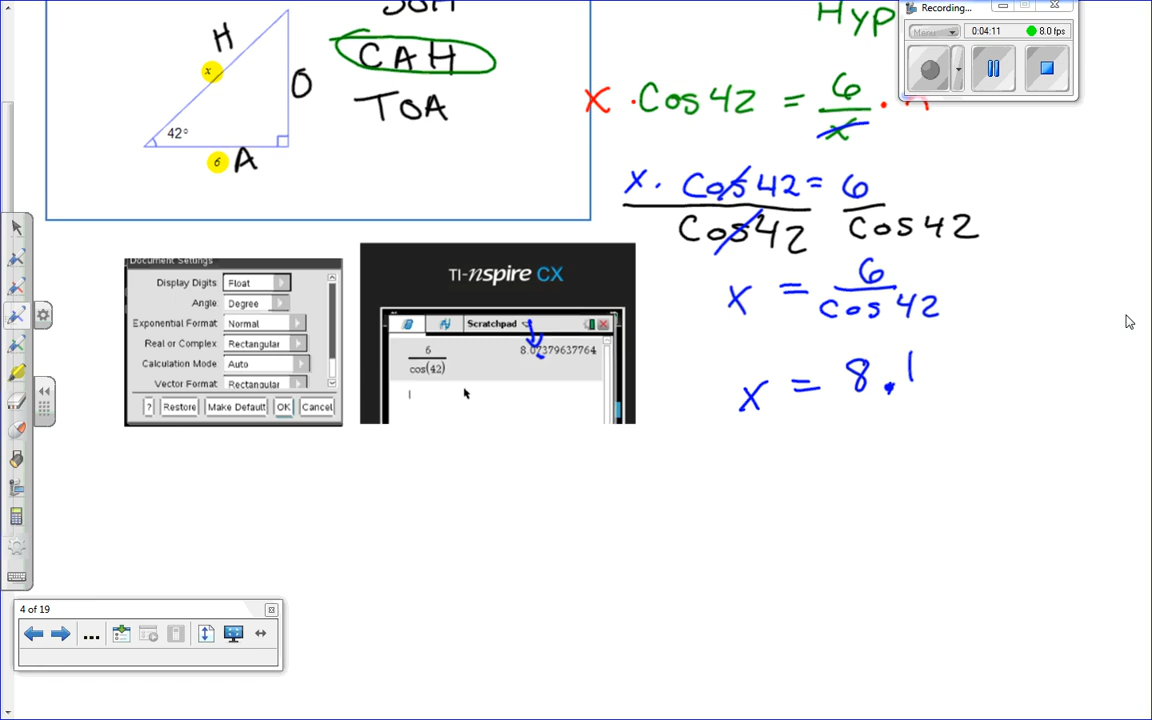 SOH
H
x
CAH
O
TOA
42°
6 A
Hyp
x · Cos 42 = 6/x ·
x · Cos 42 = 6
Cos 42 Cos 42
x = 6/cos 42
x = 8.1
Recording...
Menu
0:04:11
8.0 fps
Document Settings
Display Digits: Float
Angle: Degree
Exponential Format: Normal
Real or Complex: Rectangular
Calculation Mode: Auto
Vector Format: Rectangular
? Restore Make Default OK Cancel
TI-nspire CX
Scratchpad
6
cos(42)
8.07379637764
4 of 19